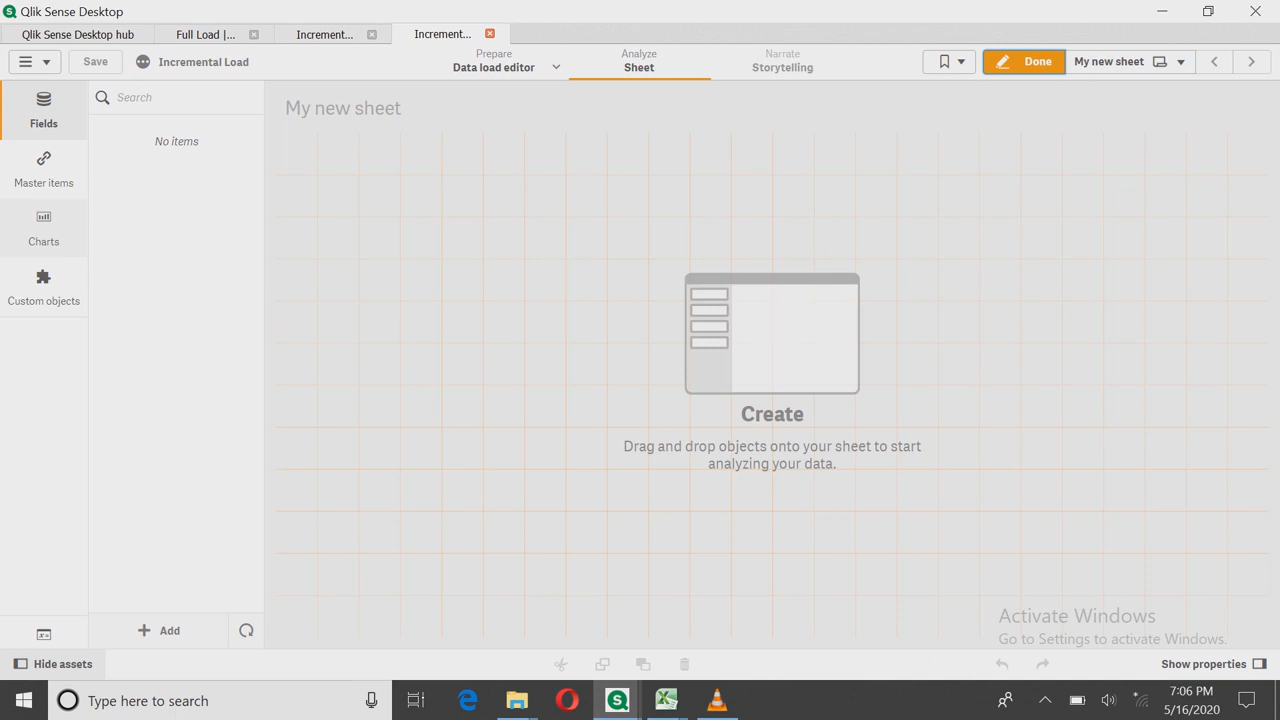 Qlik Sense Desktop
Qlik Sense Desktop hub
Full Load |...
Increment...
Increment...
Save
Incremental Load
Prepare
Data load editor
Analyze
Sheet
Narrate
Storytelling
Done
My new sheet
Fields
Master items
Charts
Custom objects
Search
No items
My new sheet
Create
Drag and drop objects onto your sheet to start
analyzing your data.
Add
Activate Windows
Go to Settings to activate Windows.
Hide assets
Show properties
Type here to search
7:06 PM
5/16/2020